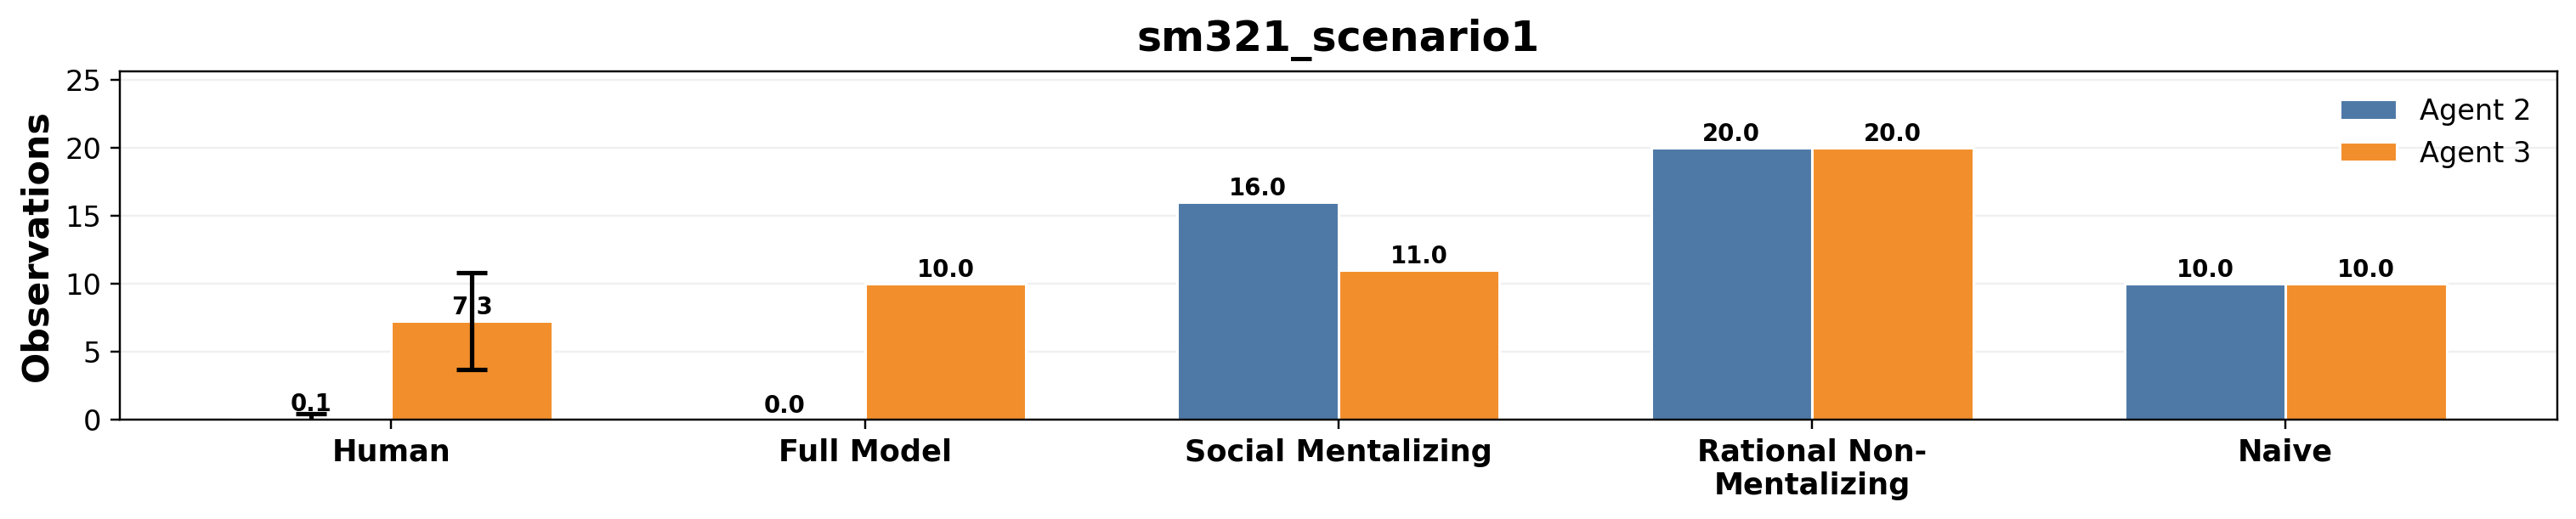 sm321_scenario1
Observations
25
20
15
10
5
0
Agent 2
Agent 3
0.1
7.3
0.0
10.0
16.0
11.0
20.0
20.0
10.0
10.0
Human
Full Model
Social Mentalizing
Rational Non-
Mentalizing
Naive